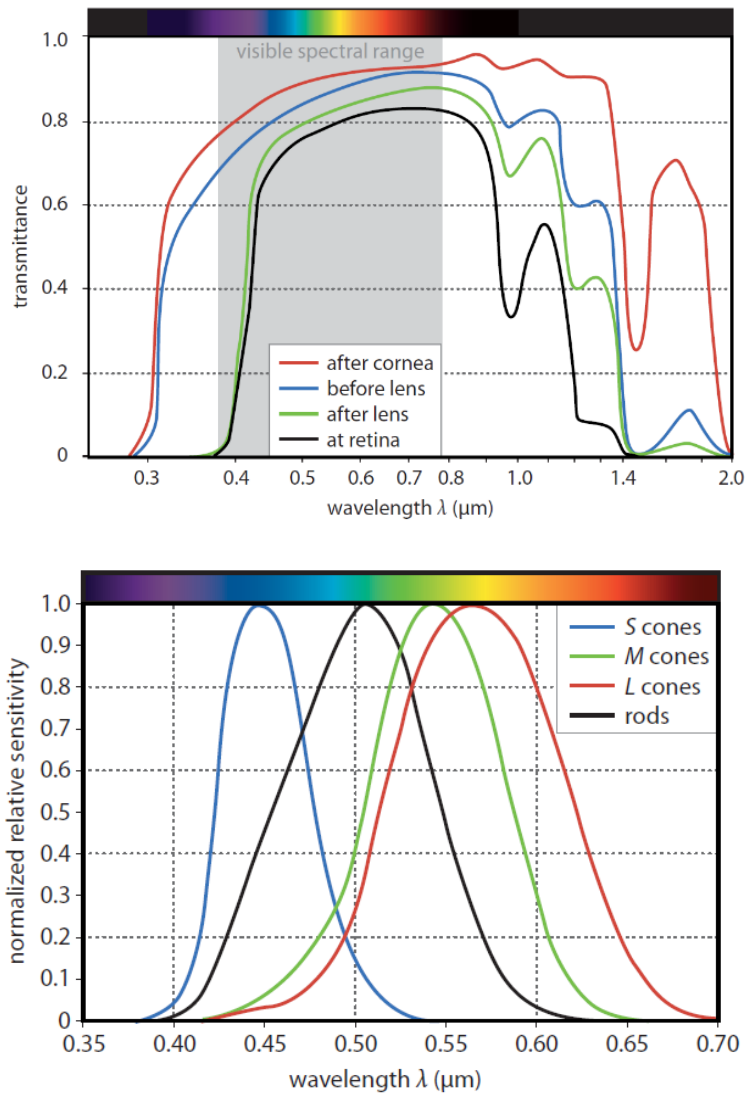 visible spectral range
1.0
0.8
0.6
0.4
0.2
0
transmittance
after cornea
before lens
after lens
at retina
0.3 0.4 0.5 0.6 0.7 0.8 1.0 1.4 2.0
wavelength λ (µm)
1.0
0.9
0.8
0.7
0.6
0.5
0.4
0.3
0.2
0.1
0
normalized relative sensitivity
S cones
M cones
L cones
rods
0.35 0.40 0.45 0.50 0.55 0.60 0.65 0.70
wavelength λ (µm)